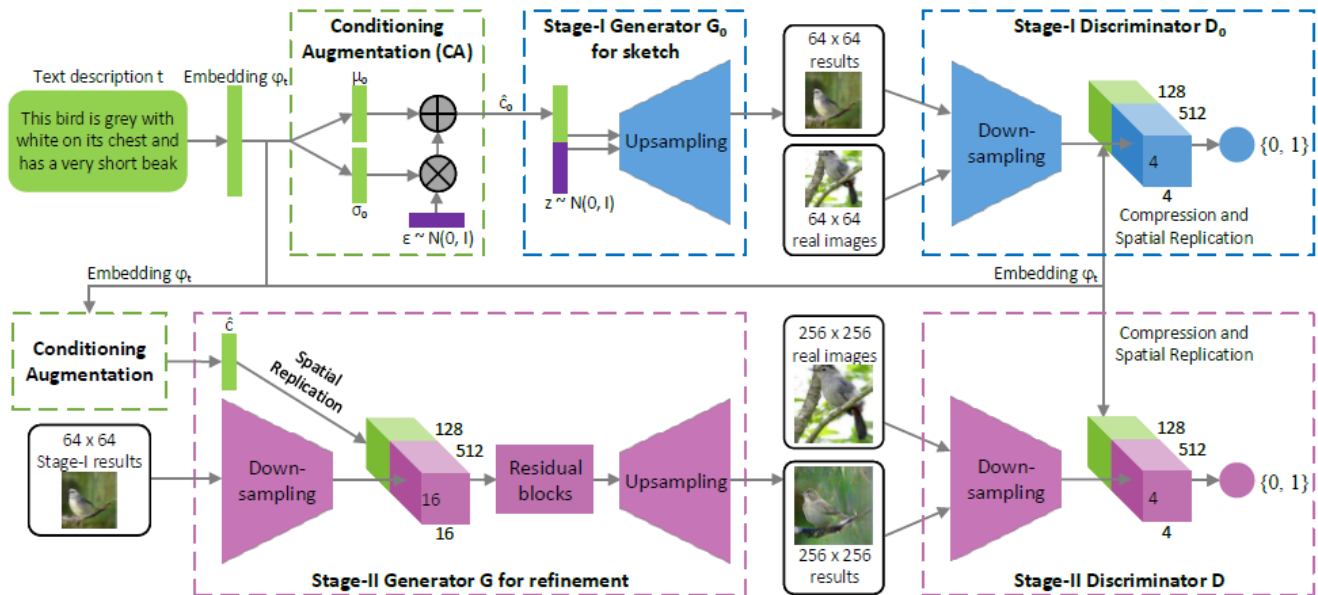 Conditioning
Augmentation (CA)
Stage-I Generator G₀
for sketch
Stage-I Discriminator D₀
Text description t
Embedding φₜ
This bird is grey with
white on its chest and
has a very short beak
μ₀
σ₀
ε ~ N(0, I)
ĉ₀
z ~ N(0, I)
Upsampling
64 x 64
results
64 x 64
real images
Down-
sampling
128
512
4
4
{0, 1}
Compression and
Spatial Replication
Embedding φₜ
Embedding φₜ
Conditioning
Augmentation
64 x 64
Stage-I results
ĉ
Spatial
Replication
Down-
sampling
128
512
16
16
Residual
blocks
Upsampling
Stage-II Generator G for refinement
256 x 256
real images
256 x 256
results
Compression and
Spatial Replication
Down-
sampling
128
512
4
4
{0, 1}
Stage-II Discriminator D